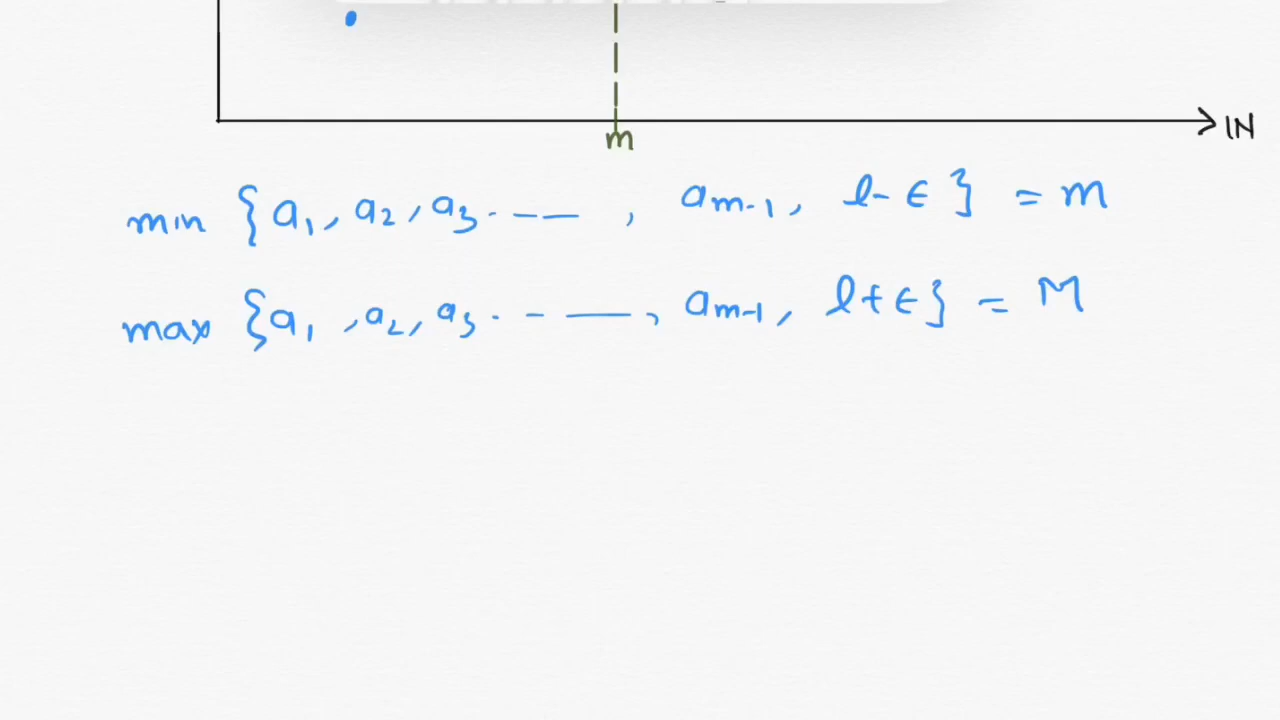 m
IN
min {a₁, a₂, a₃ . - — — , aₘ₋₁, l - ϵ } = m
max {a₁ , a₂, a₃ . - — , aₘ₋₁, l + ϵ } = M